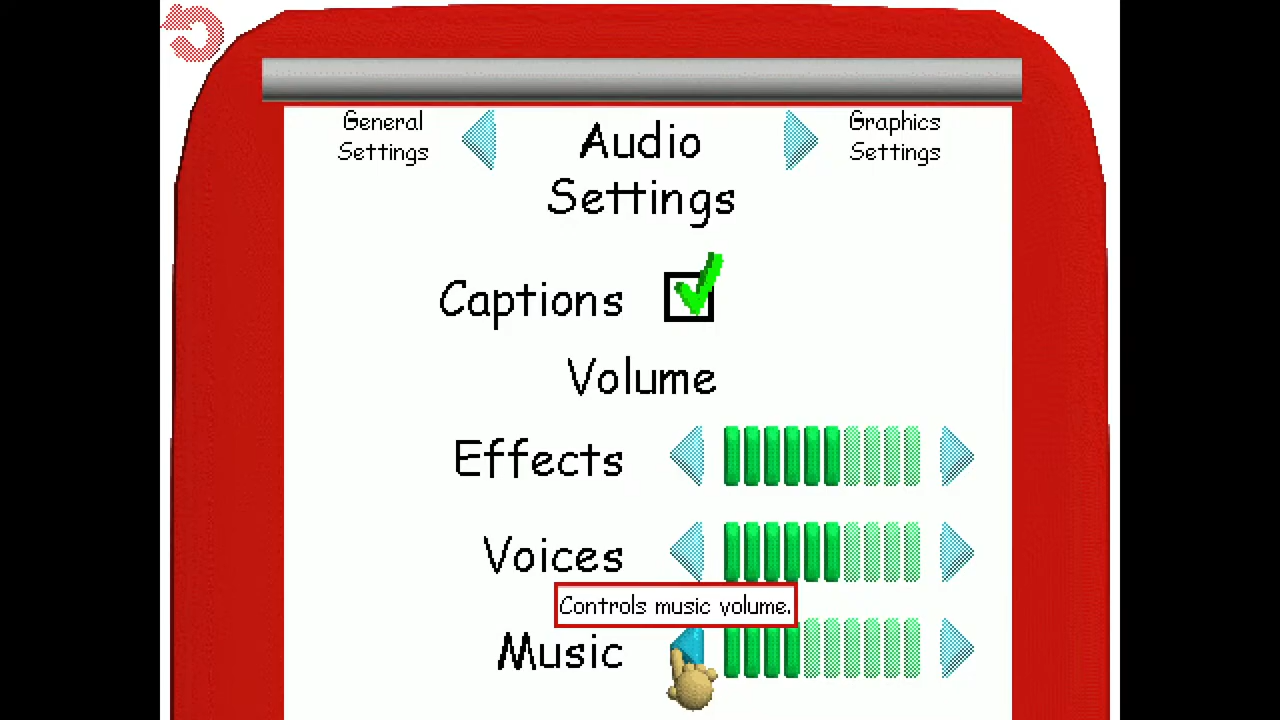 General
Settings
Audio
Settings
Graphics
Settings
Captions
Volume
Effects
Voices
Controls music volume.
Music